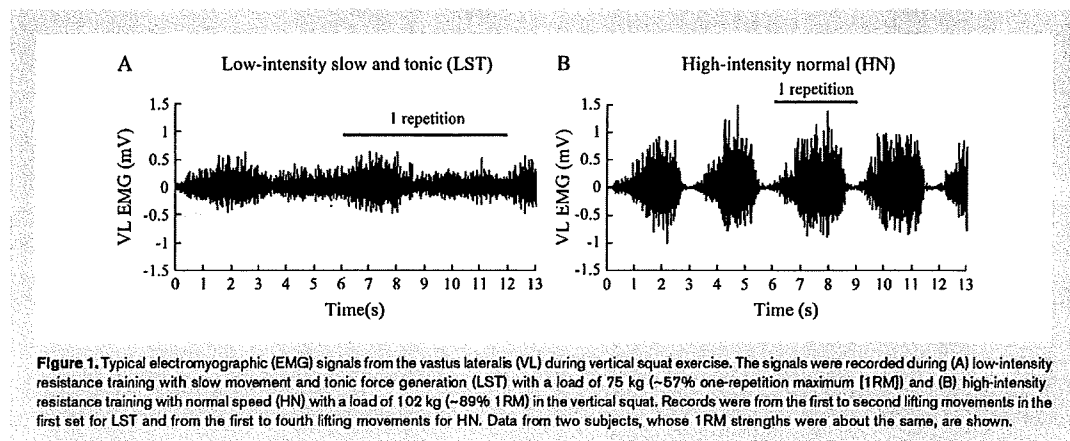 A Low-intensity slow and tonic (LST) B High-intensity normal (HN)
1 repetition
1 repetition
1.5
1
0.5
0
-0.5
-1
-1.5
VL EMG (mV)
0 1 2 3 4 5 6 7 8 9 10 11 12 13
Time(s)
1.5
1
0.5
0
-0.5
-1
-1.5
VL EMG (mV)
0 1 2 3 4 5 6 7 8 9 10 11 12 13
Time (s)
Figure 1. Typical electromyographic (EMG) signals from the vastus lateralis (VL) during vertical squat exercise. The signals were recorded during (A) low-intensity
resistance training with slow movement and tonic force generation (LST) with a load of 75 kg (~57% one-repetition maximum [1RM]) and (B) high-intensity
resistance training with normal speed (HN) with a load of 102 kg (~89% 1RM) in the vertical squat. Records were from the first to second lifting movements in the
first set for LST and from the first to fourth lifting movements for HN. Data from two subjects, whose 1RM strengths were about the same, are shown.